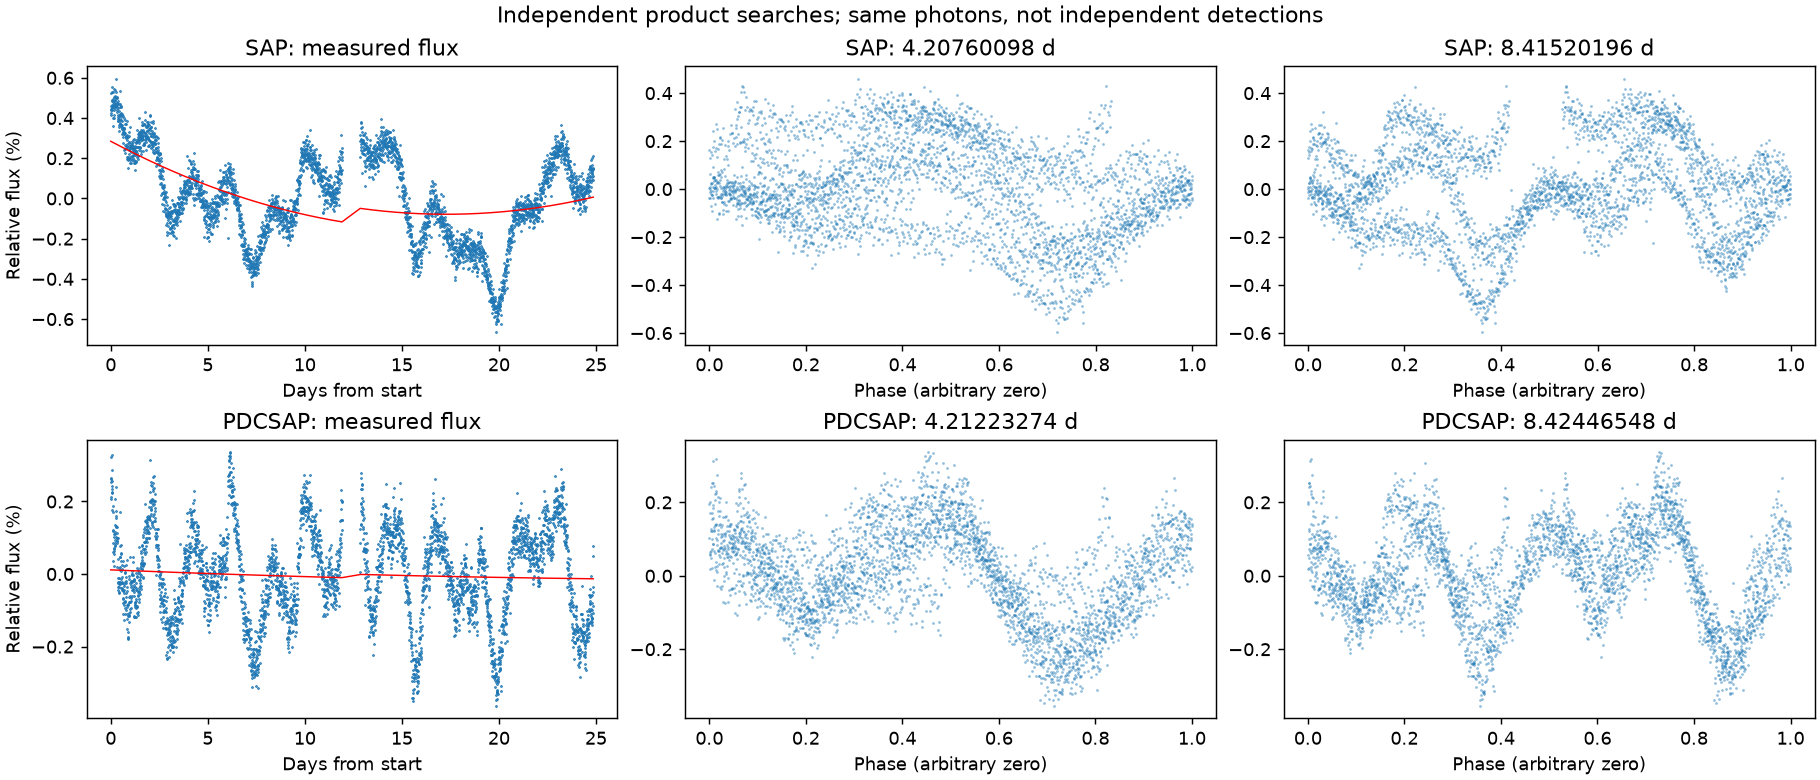 Independent product searches; same photons, not independent detections
SAP: measured flux
Relative flux (%)
0.6
0.4
0.2
0.0
−0.2
−0.4
−0.6
0 5 10 15 20 25
Days from start
SAP: 4.20760098 d
0.4
0.2
0.0
−0.2
−0.4
−0.6
0.0 0.2 0.4 0.6 0.8 1.0
Phase (arbitrary zero)
SAP: 8.41520196 d
0.4
0.2
0.0
−0.2
−0.4
−0.6
0.0 0.2 0.4 0.6 0.8 1.0
Phase (arbitrary zero)
PDCSAP: measured flux
Relative flux (%)
0.2
0.0
−0.2
0 5 10 15 20 25
Days from start
PDCSAP: 4.21223274 d
0.2
0.0
−0.2
0.0 0.2 0.4 0.6 0.8 1.0
Phase (arbitrary zero)
PDCSAP: 8.42446548 d
0.2
0.0
−0.2
0.0 0.2 0.4 0.6 0.8 1.0
Phase (arbitrary zero)